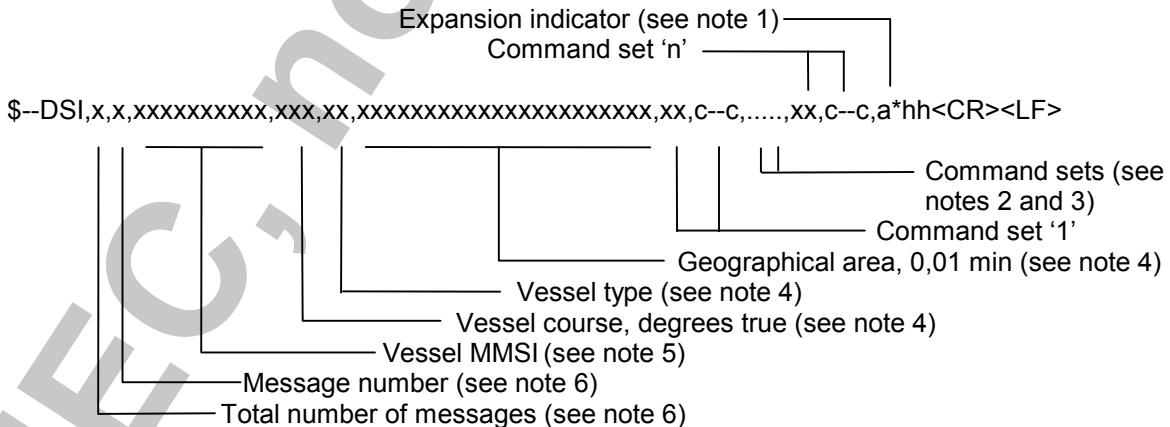 Expansion indicator (see note 1)
Command set ‘n’
$--DSI,x,x,xxxxxxxxxx,xxx,xx,xxxxxxxxxxxxxxxxxxxxxx,xx,c--c,.....,xx,c--c,a*hh<CR><LF>
Command sets (see
notes 2 and 3)
Command set ‘1’
Geographical area, 0,01 min (see note 4)
Vessel type (see note 4)
Vessel course, degrees true (see note 4)
Vessel MMSI (see note 5)
Message number (see note 6)
Total number of messages (see note 6)